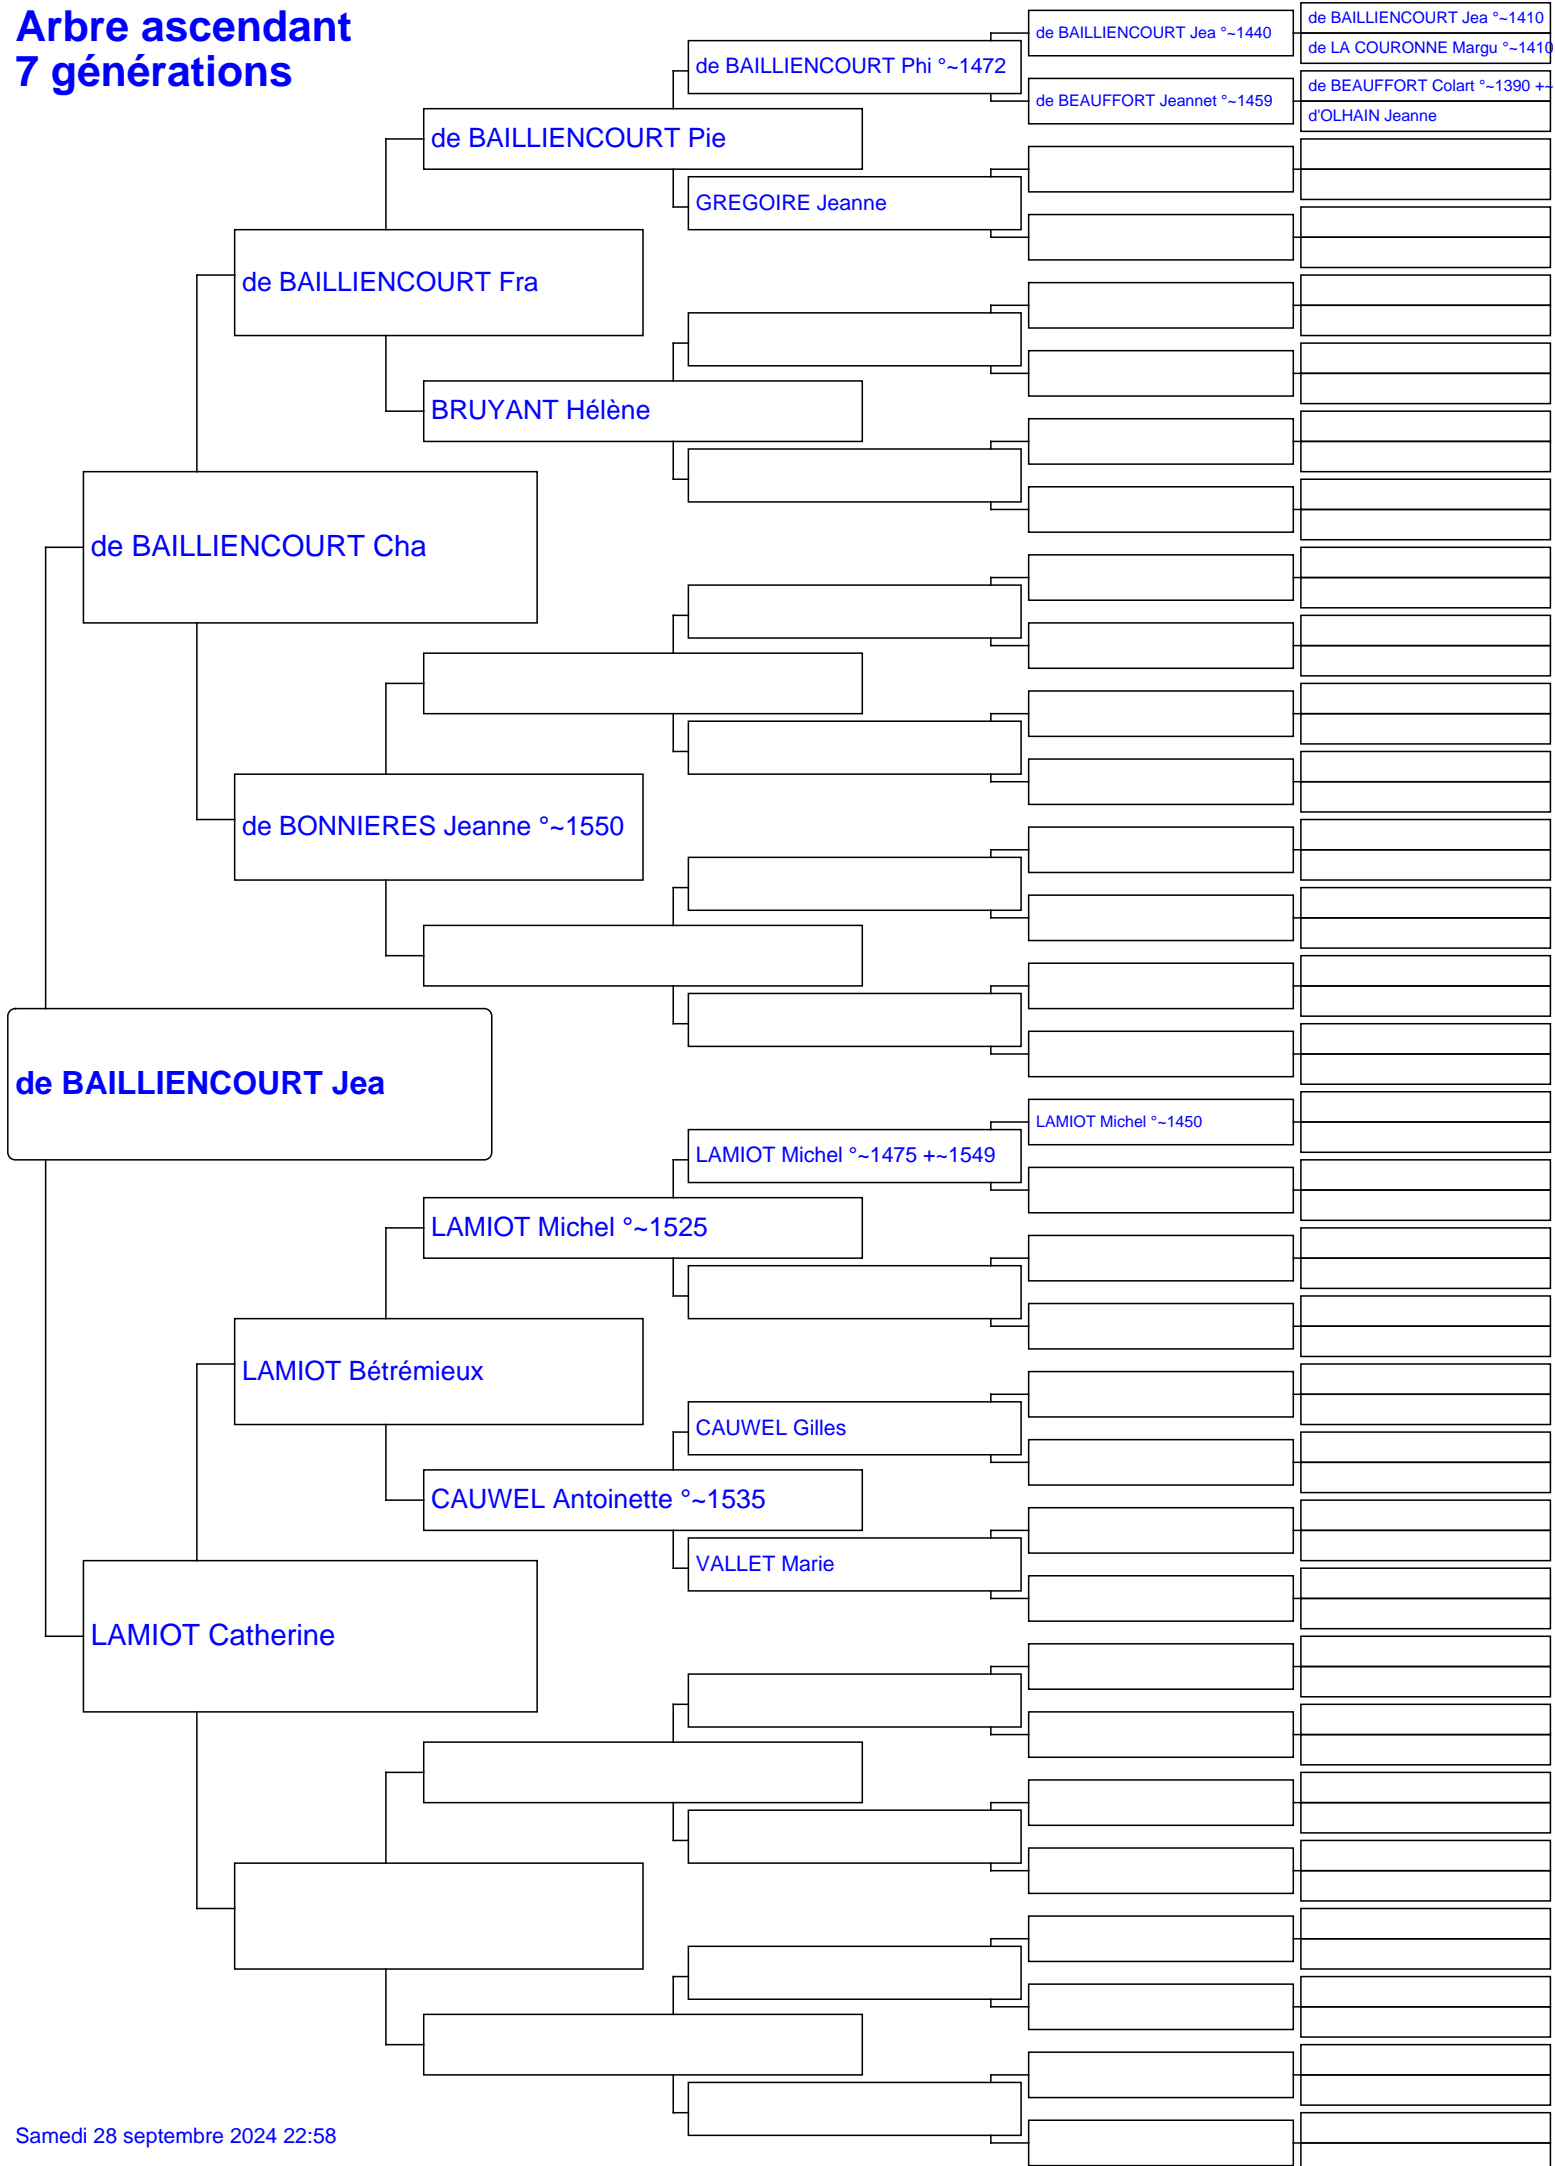 Arbre ascendant
7 générations
de BAILLIENCOURT Jea °~1410
de BAILLIENCOURT Jea °~1440
de LA COURONNE Margu °~1410
de BAILLIENCOURT Phi °~1472
de BEAUFFORT Colart °~1390 +~
de BEAUFFORT Jeannet °~1459
d'OLHAIN Jeanne
de BAILLIENCOURT Pie
GREGOIRE Jeanne
de BAILLIENCOURT Fra
BRUYANT Hélène
de BAILLIENCOURT Cha
de BONNIERES Jeanne °~1550
de BAILLIENCOURT Jea
LAMIOT Michel °~1450
LAMIOT Michel °~1475 +~1549
LAMIOT Michel °~1525
LAMIOT Bétrémieux
CAUWEL Gilles
CAUWEL Antoinette °~1535
VALLET Marie
LAMIOT Catherine
Samedi 28 septembre 2024 22:58